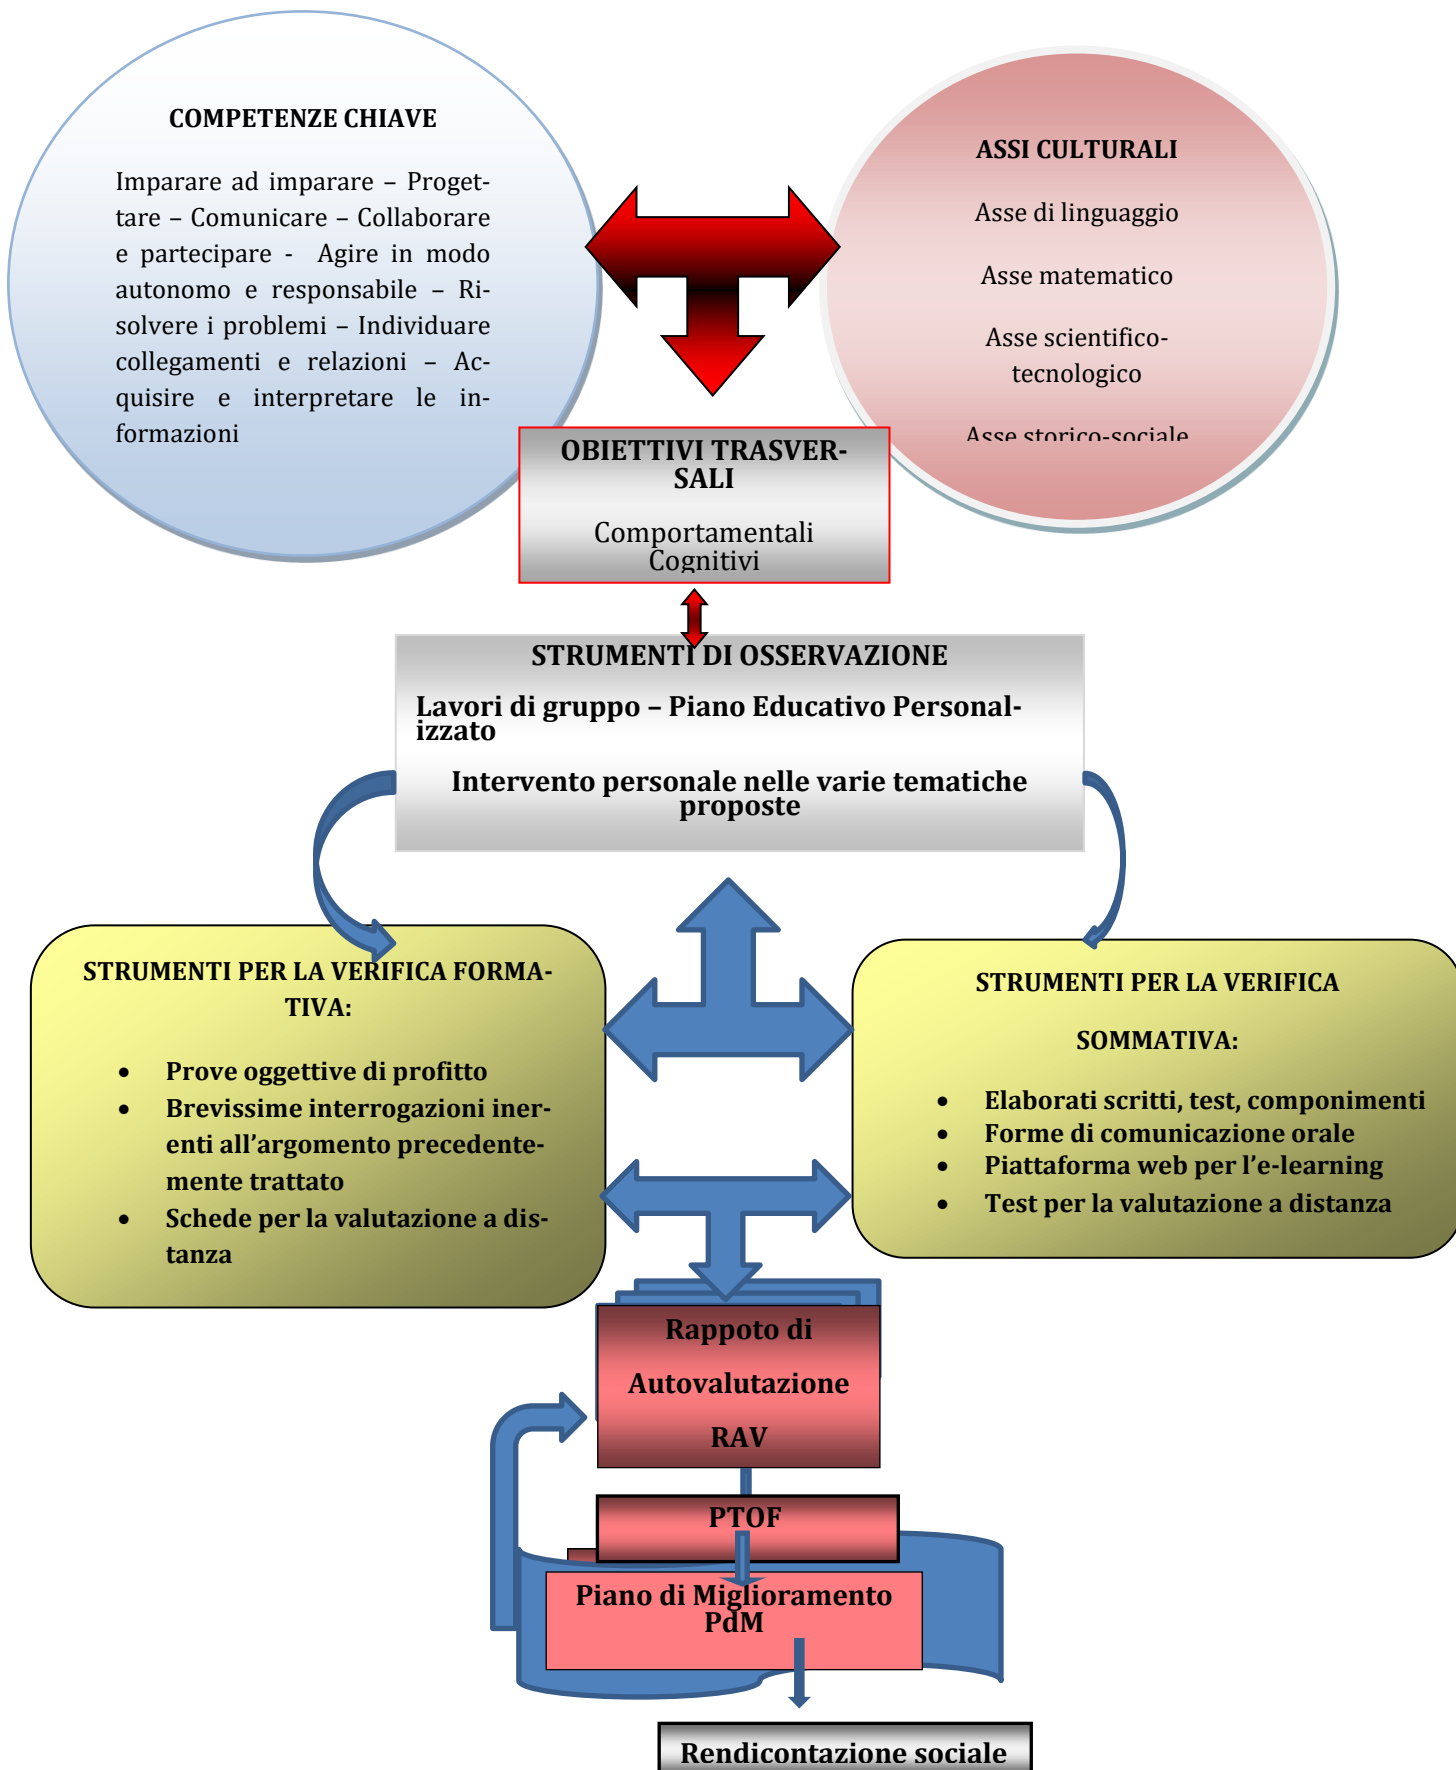 COMPETENZE CHIAVE
Imparare ad imparare – Proget-
tare – Comunicare – Collaborare
e partecipare - Agire in modo
autonomo e responsabile – Ri-
solvere i problemi – Individuare
collegamenti e relazioni – Ac-
quisire e interpretare le in-
formazioni
ASSI CULTURALI
Asse di linguaggio
Asse matematico
Asse scientifico-
tecnologico
Asse storico-sociale
OBIETTIVI TRASVER-
SALI
Comportamentali
Cognitivi
STRUMENTI DI OSSERVAZIONE
Lavori di gruppo – Piano Educativo Personal-
izzato
Intervento personale nelle varie tematiche
proposte
STRUMENTI PER LA VERIFICA FORMA-
TIVA:
• Prove oggettive di profitto
• Brevissime interrogazioni iner-
enti all’argomento precedente-
mente trattato
• Schede per la valutazione a dis-
tanza
STRUMENTI PER LA VERIFICA
SOMMATIVA:
• Elaborati scritti, test, componimenti
• Forme di comunicazione orale
• Piattaforma web per l’e-learning
• Test per la valutazione a distanza
Rappoto di
Autovalutazione
RAV
PTOF
Piano di Miglioramento
PdM
Rendicontazione sociale